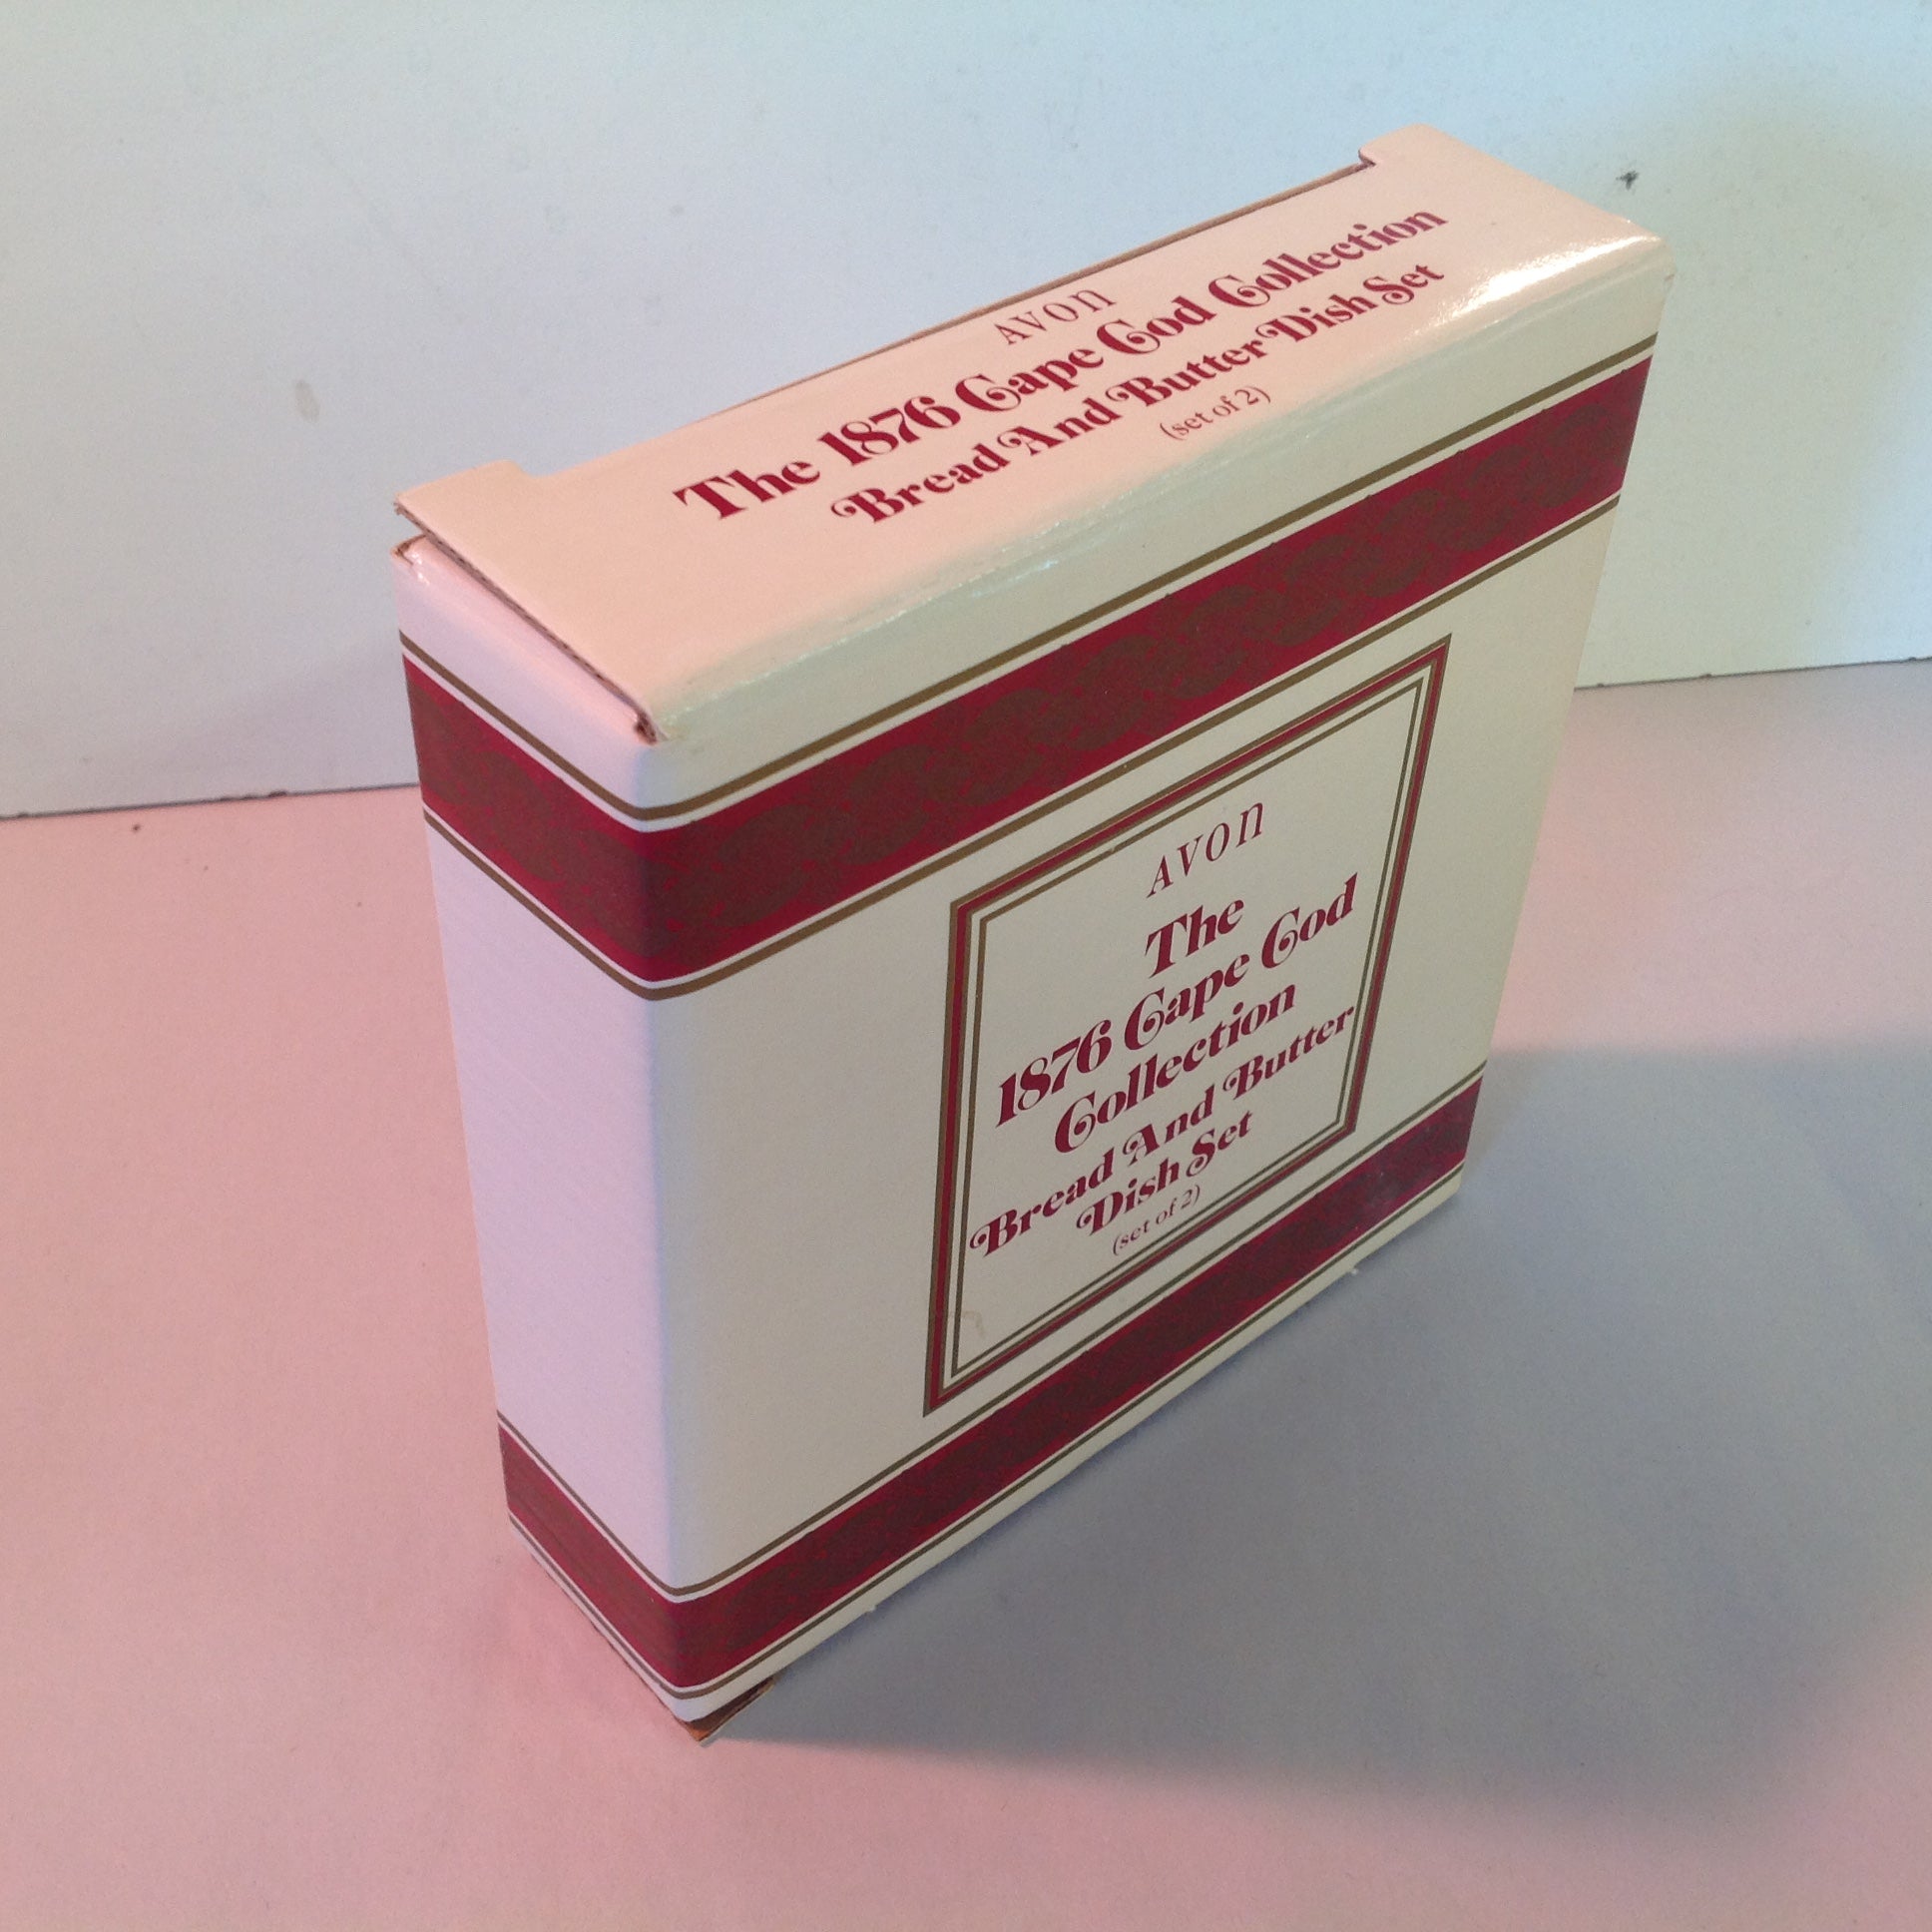 AVON
The 1876 Cape Cod Collection
Bread And Butter Dish Set
(set of 2)
AVON
The
1876 Cape Cod
Collection
Bread And Butter
Dish Set
(set of 2)